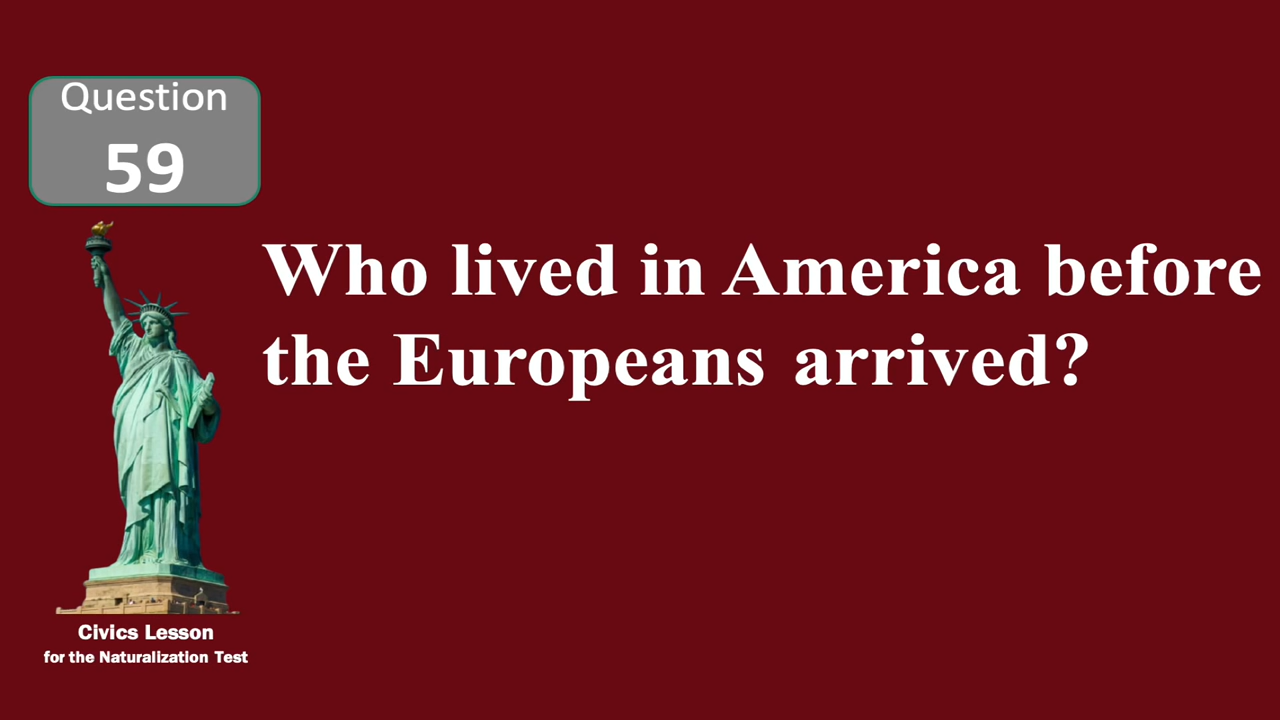 Question
59
Who lived in America before
the Europeans arrived?
Civics Lesson
for the Naturalization Test